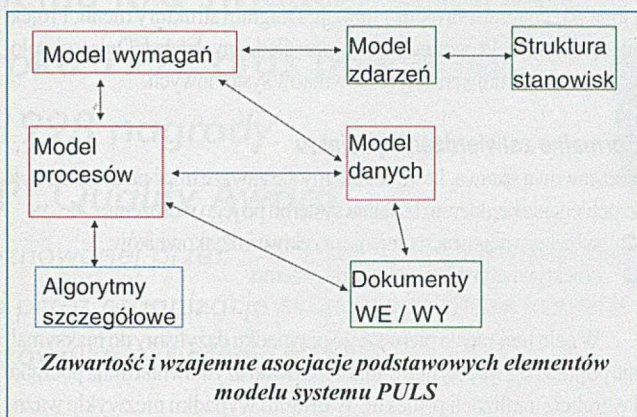 Model wymagań
Model
zdarzeń
Struktura
stanowisk
Model
procesów
Model
danych
Algorytmy
szczegółowe
Dokumenty
WE / WY
Zawartość i wzajemne asocjacje podstawowych elementów
modelu systemu PULS